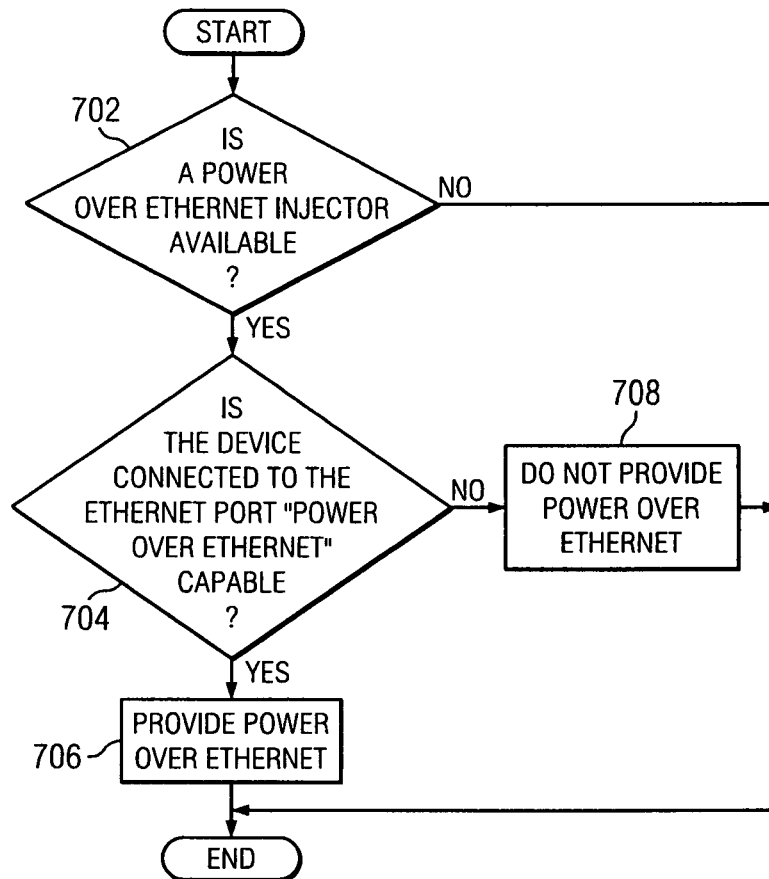 START
702
IS
A POWER
OVER ETHERNET INJECTOR
AVAILABLE
?
NO
YES
IS
THE DEVICE
CONNECTED TO THE
ETHERNET PORT "POWER
OVER ETHERNET"
CAPABLE
?
704
NO
708
DO NOT PROVIDE
POWER OVER
ETHERNET
YES
706
PROVIDE POWER
OVER ETHERNET
END